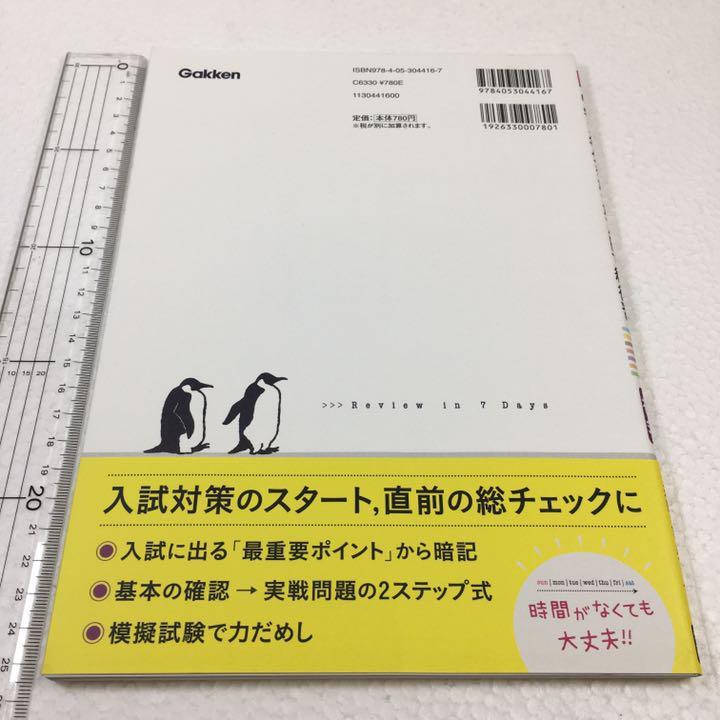 Gakken
ISBN978-4-05-304416-7
C6330 ¥780E
1130441600
定価:本体780円
※税が別に加算されます。
9784053044167
1926330007801
>>> Review in 7 Days
入試対策のスタート,直前の総チェックに
●入試に出る「最重要ポイント」から暗記
●基本の確認 → 実戦問題の2ステップ式
●模擬試験で力だめし
sun|mon|tue|wed|thu|fri|sat
時間がなくても
大丈夫!!
0
10
20